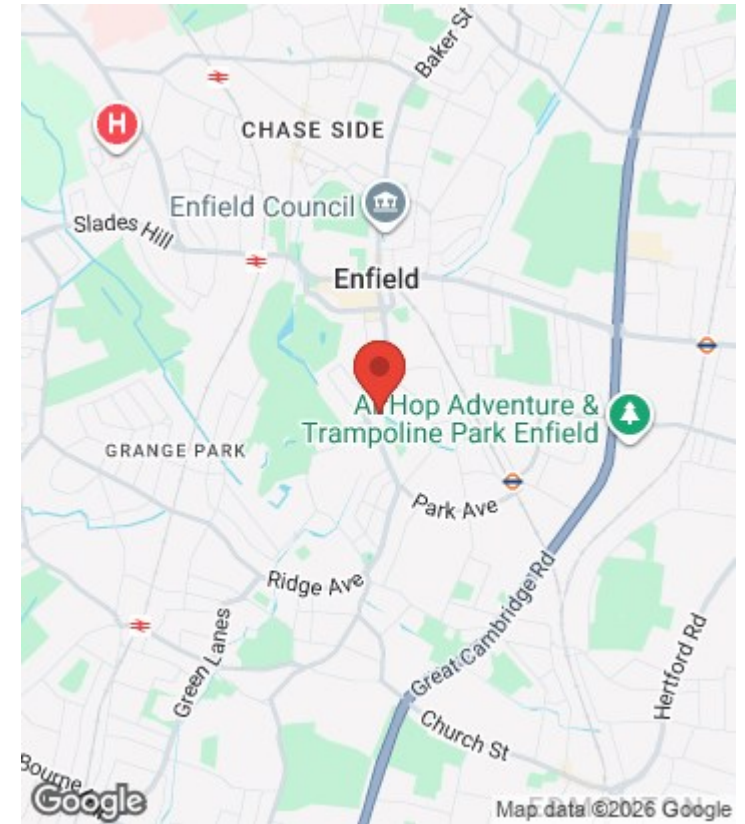 Baker St
H
CHASE SIDE
Enfield Council
Slades Hill
Enfield
Hop Adventure &
Trampoline Park Enfield
GRANGE PARK
Park Ave
Ridge Ave
Great Cambridge Rd
Green Lanes
Hertford Rd
Church St
Bourne
Google
Map data ©2026 Google